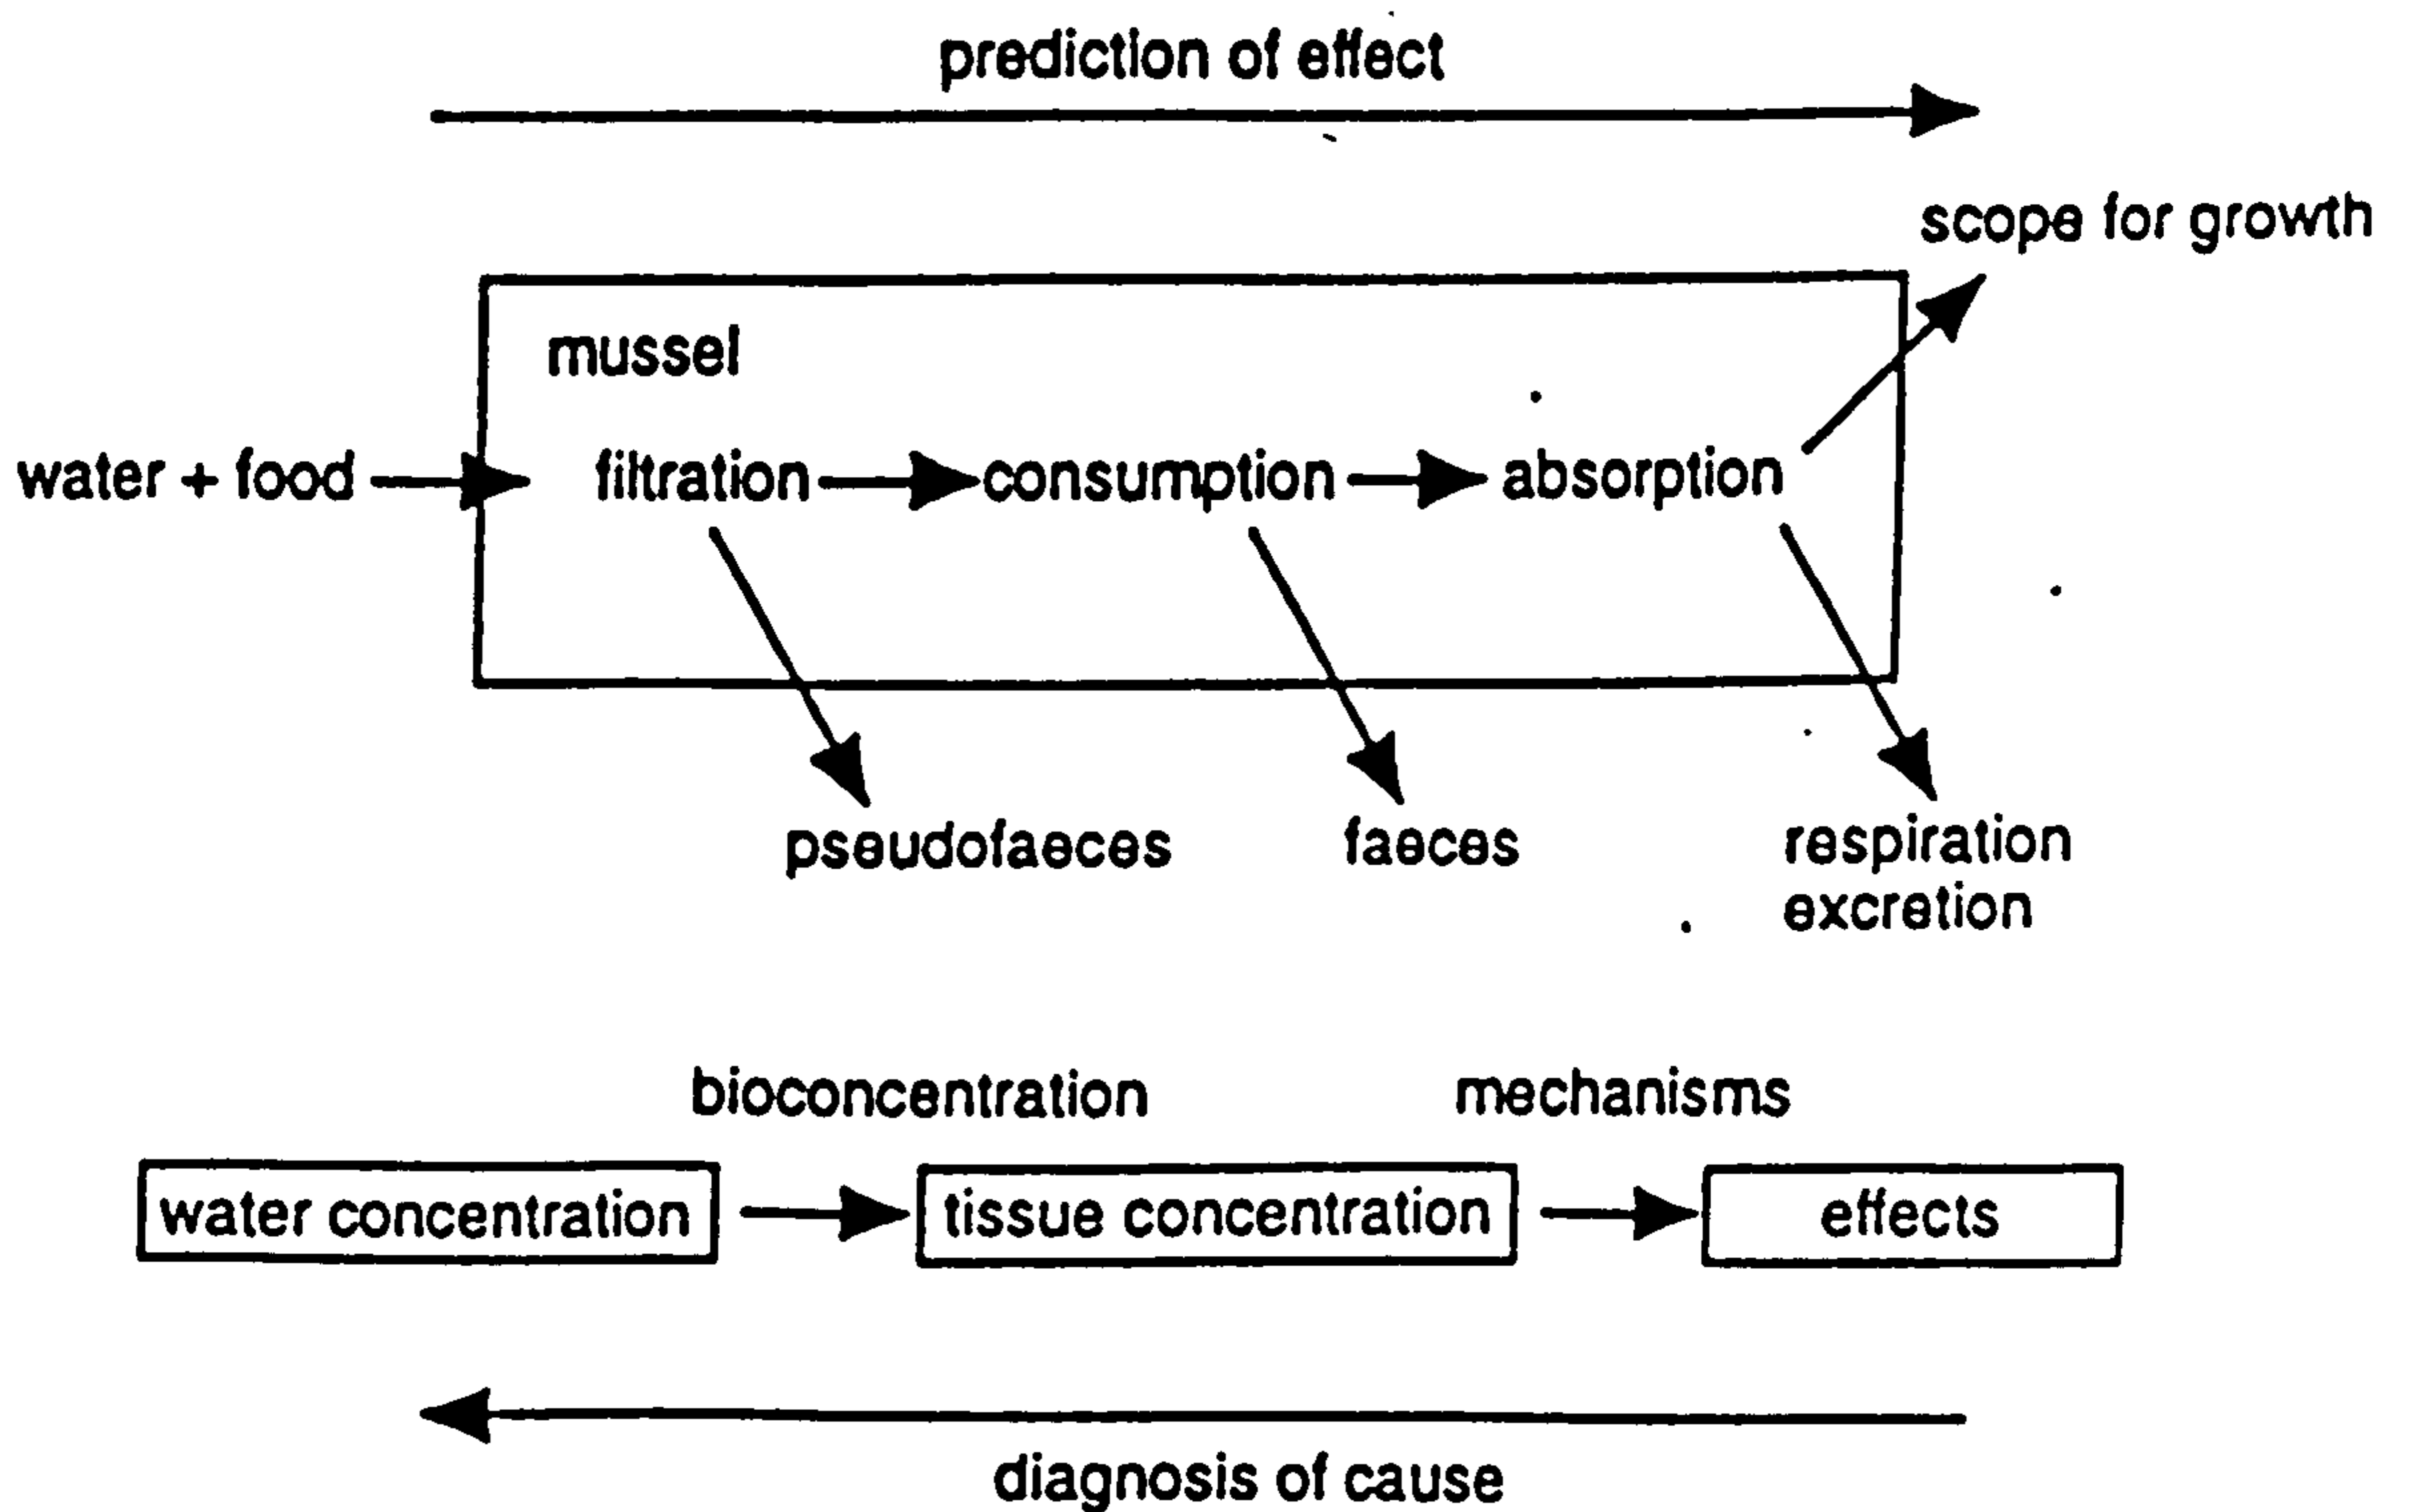 prediction of effect
scope for growth
mussel
water + food
filtration
consumption
absorption
pseudofaeces
faeces
respiration
excretion
bioconcentration
mechanisms
water concentration
tissue concentration
effects
diagnosis of cause